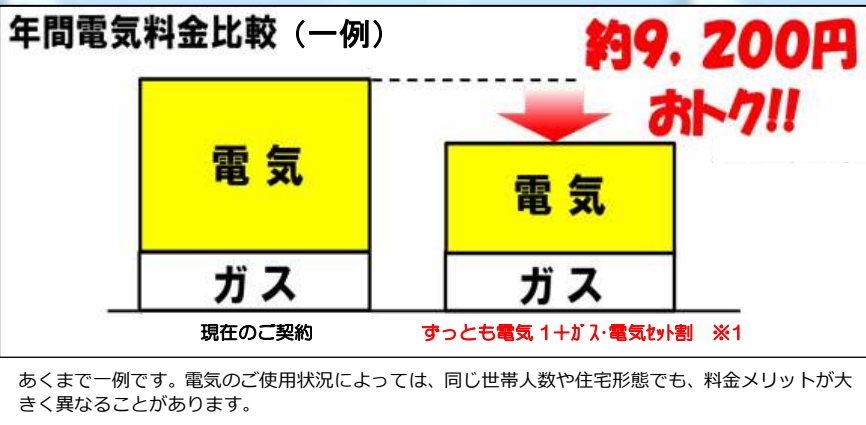 年間電気料金比較（一例）
約9，200円
おトク!!
電気
電気
ガス
ガス
現在のご契約
ずっとも電気1＋ｶﾞｽ･電気ｾｯﾄ割　※1
あくまで一例です。電気のご使用状況によっては、同じ世帯人数や住宅形態でも、料金メリットが大
きく異なることがあります。